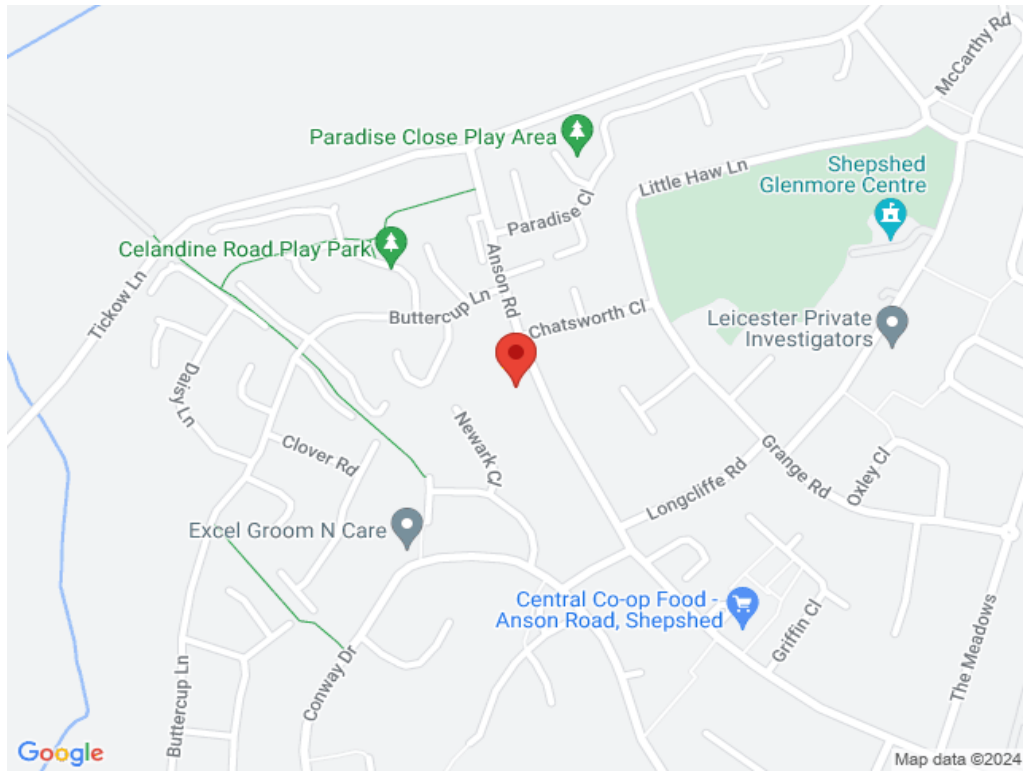 McCarthy Rd
Paradise Close Play Area
Little Haw Ln
Shepshed
Glenmore Centre
Paradise Cl
Celandine Road Play Park
Anson Rd
Tickow Ln
Buttercup Ln
Chatsworth Cl
Leicester Private
Investigators
Daisy Ln
Newark Cl
Clover Rd
Grange Rd
Oxley Cl
Longcliffe Rd
Excel Groom N Care
Central Co-op Food -
Anson Road, Shepshed
Griffin Cl
The Meadows
Buttercup Ln
Conway Dr
Google
Map data ©2024